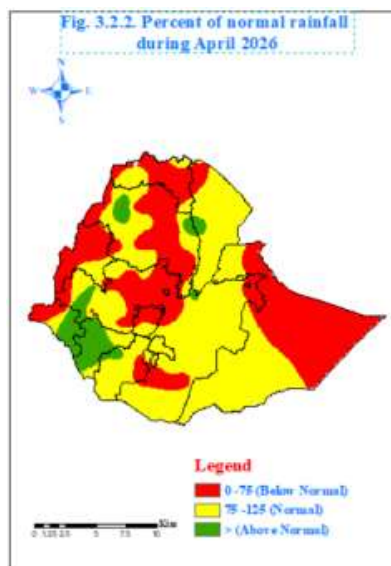 Fig. 3.2.2. Percent of normal rainfall
during April 2026
N
W E
S
Legend
0 -75 (Below Normal)
75 -125 (Normal)
> (Above Normal)